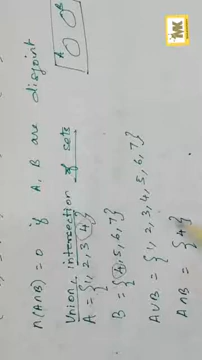 n(A∩B) = 0 if A, B are disjoint
A B
Union & intersection of sets
A = {1, 2, 3, 4}
B = {4, 5, 6, 7}
A∪B = {1, 2, 3, 4, 5, 6, 7}
A∩B = {4}
MK